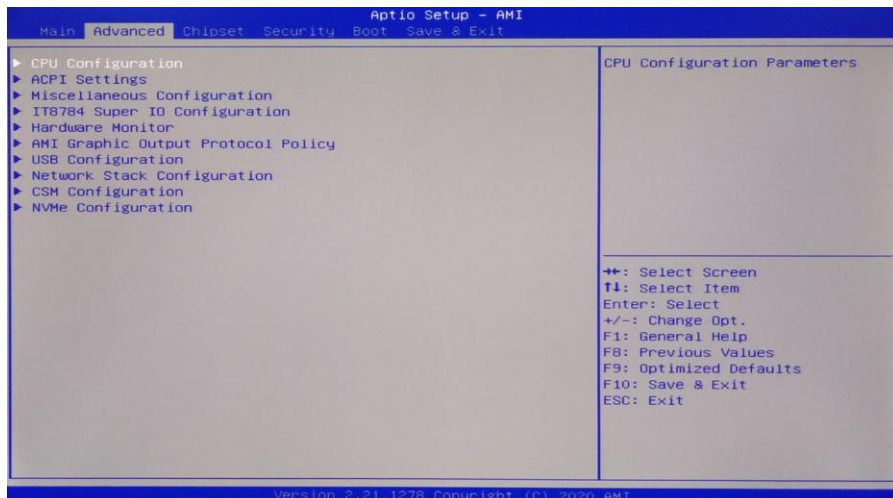 Aptio Setup – AMI
Main Advanced Chipset Security Boot Save & Exit
▶ CPU Configuration
▶ ACPI Settings
▶ Miscellaneous Configuration
▶ IT8784 Super IO Configuration
▶ Hardware Monitor
▶ AMI Graphic Output Protocol Policy
▶ USB Configuration
▶ Network Stack Configuration
▶ CSM Configuration
▶ NVMe Configuration
CPU Configuration Parameters
→←: Select Screen
↑↓: Select Item
Enter: Select
+/-: Change Opt.
F1: General Help
F8: Previous Values
F9: Optimized Defaults
F10: Save & Exit
ESC: Exit
Version 2.21.1278 Copyright (C) 2020 AMI